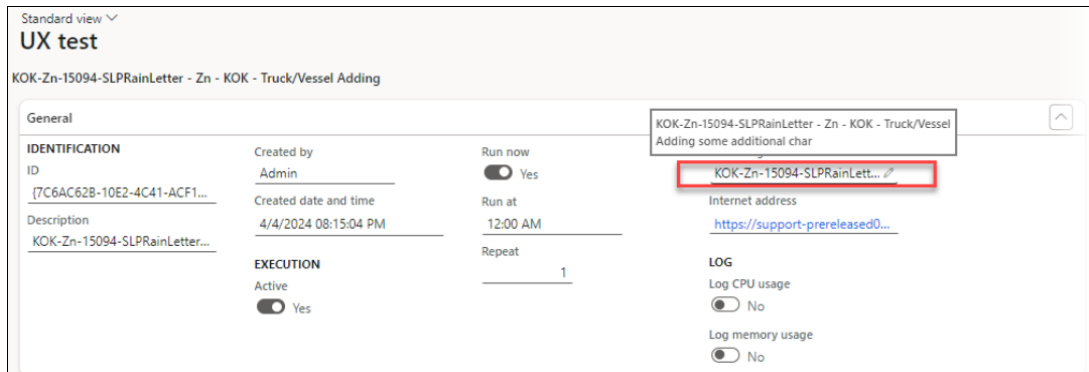 Standard view
UX test
KOK-Zn-15094-SLPRainLetter - Zn - KOK - Truck/Vessel Adding
General
KOK-Zn-15094-SLPRainLetter - Zn - KOK - Truck/Vessel
Adding some additional char
IDENTIFICATION
ID
{7C6AC62B-10E2-4C41-ACF1...
Description
KOK-Zn-15094-SLPRainLetter...
Created by
Admin
Created date and time
4/4/2024 08:15:04 PM
EXECUTION
Active
Yes
Run now
Yes
Run at
12:00 AM
Repeat
1
KOK-Zn-15094-SLPRainLett...
Internet address
https://support-prereleased0...
LOG
Log CPU usage
No
Log memory usage
No